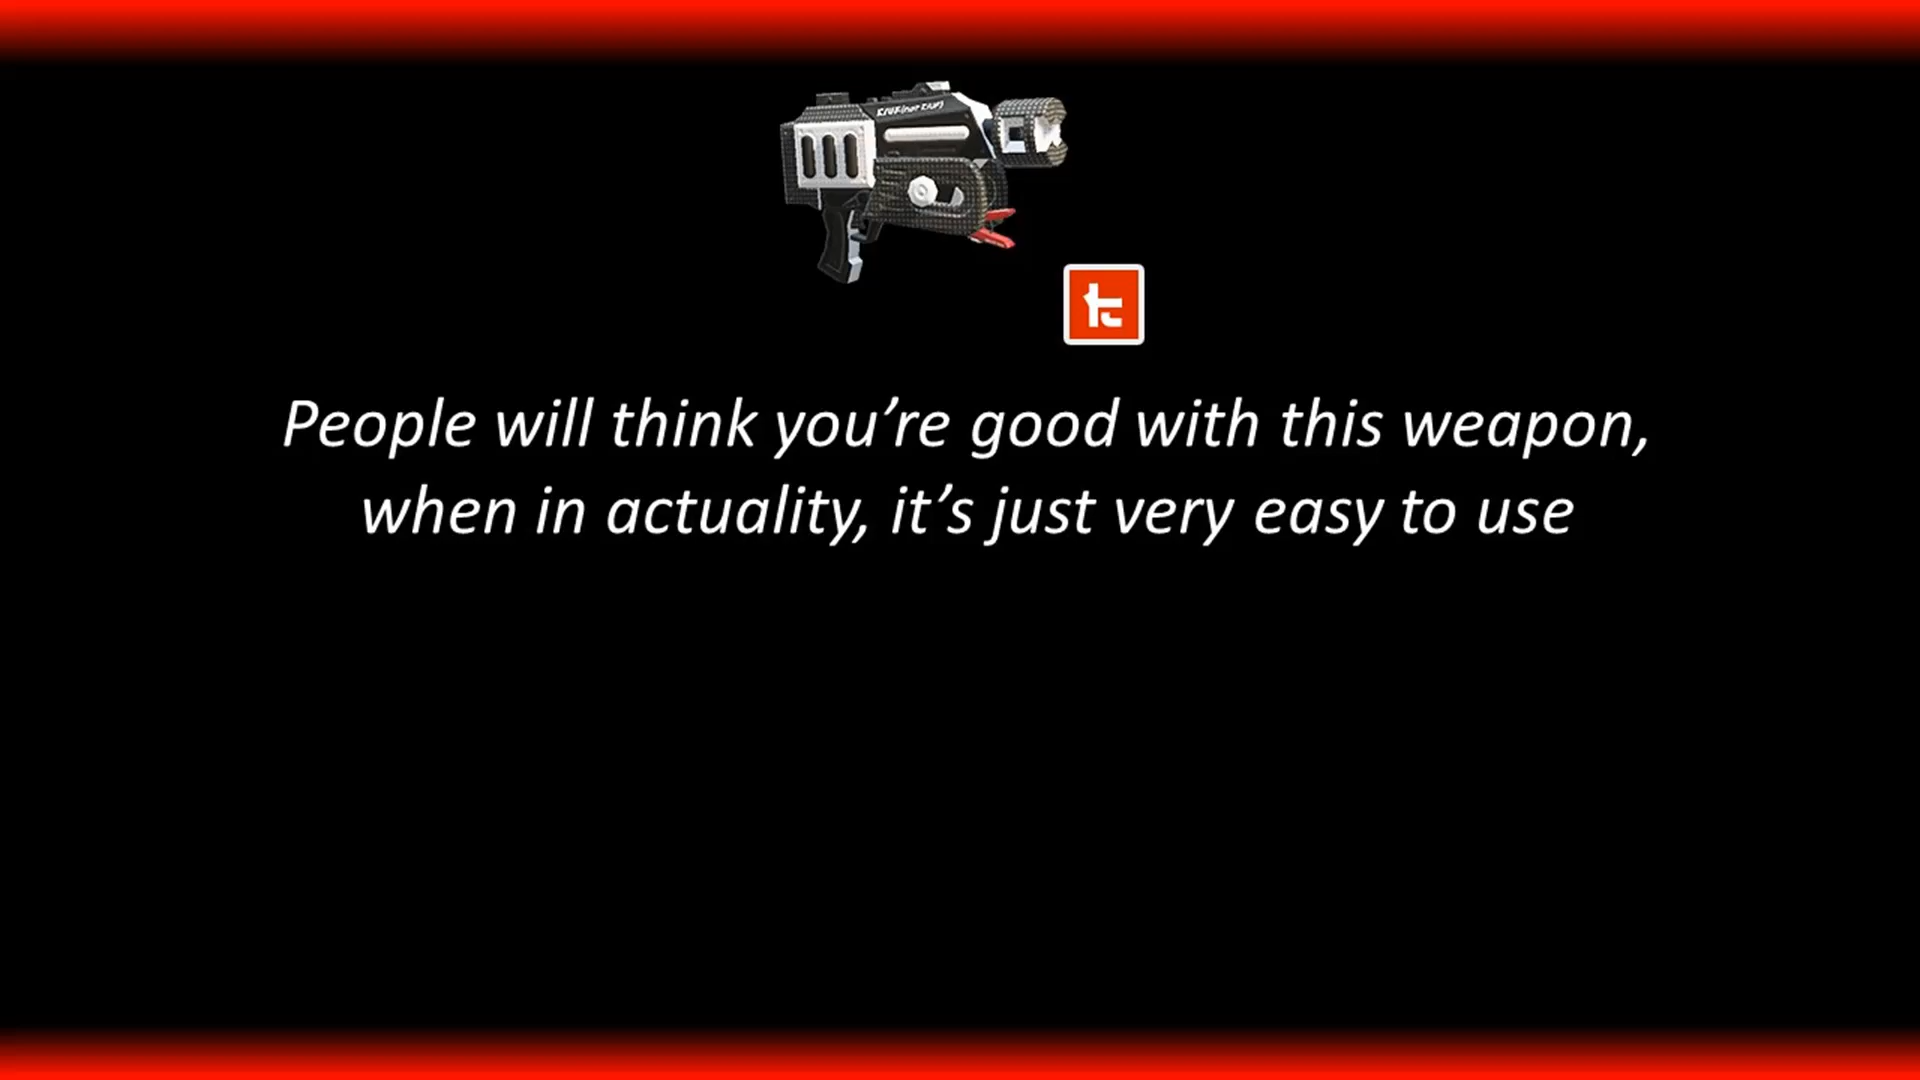 People will think you’re good with this weapon,
when in actuality, it’s just very easy to use